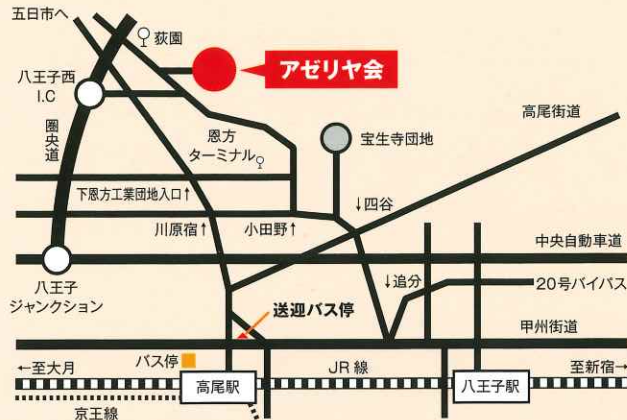 五日市へ
荻園
アゼリヤ会
八王子西
I.C
高尾街道
圏央道
恩方
ターミナル
宝生寺団地
下恩方工業団地入口↑
↓四谷
川原宿↑
小田野↑
中央自動車道
八王子
ジャンクション
↓追分
20号バイパス
送迎バス停
甲州街道
←至大月
バス停
高尾駅
JR線
八王子駅
至新宿→
京王線